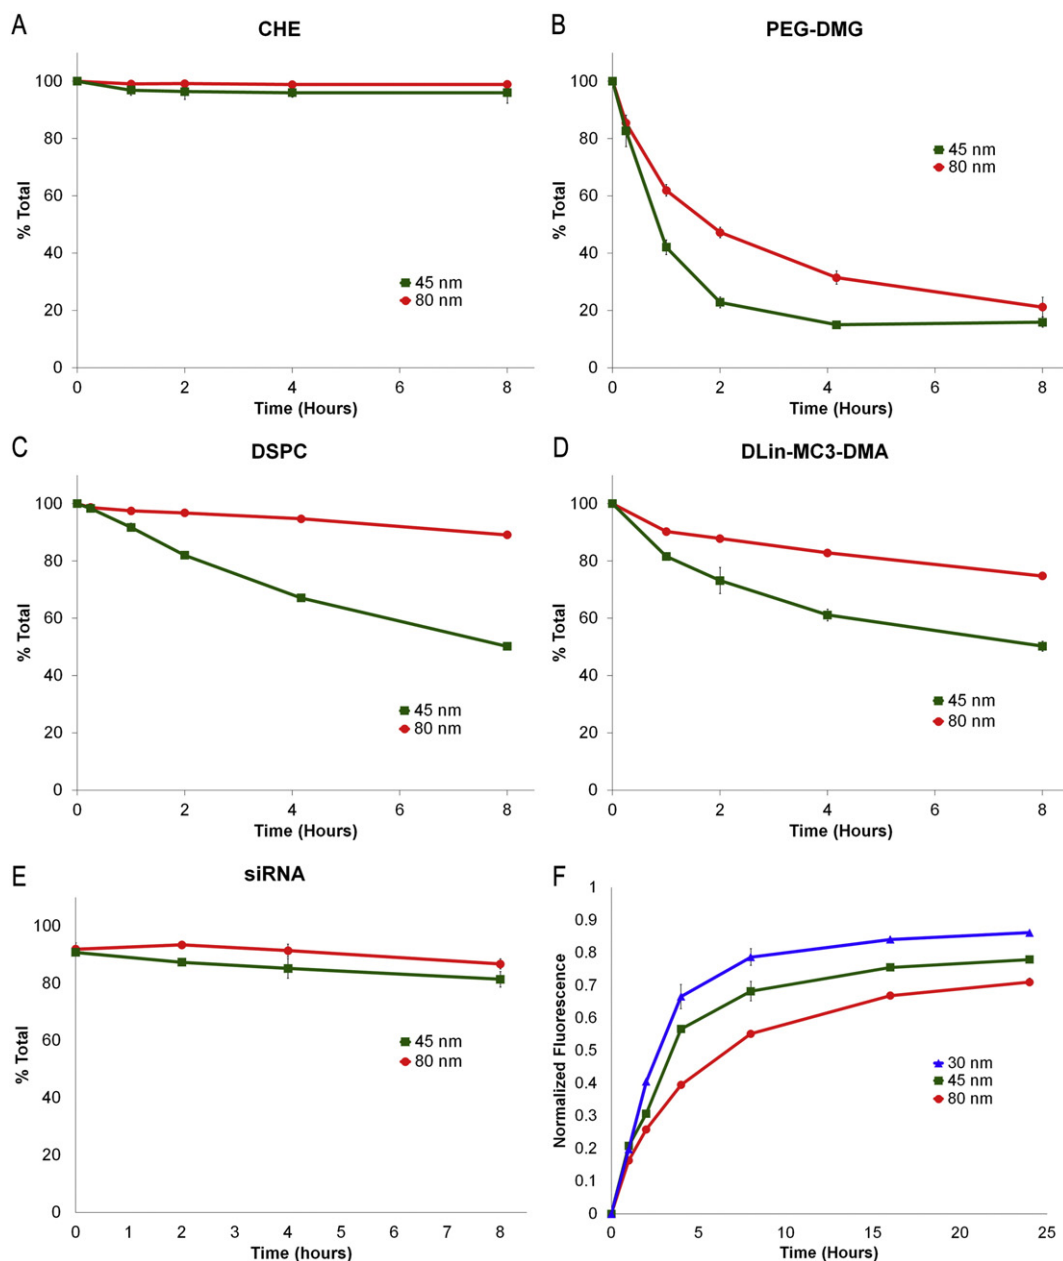 A
CHE
100
80
60
40
20
0
% Total
45 nm
80 nm
0 2 4 6 8
Time (Hours)
B
PEG-DMG
100
80
60
40
20
0
% Total
45 nm
80 nm
0 2 4 6 8
Time (Hours)
C
DSPC
100
80
60
40
20
0
% Total
45 nm
80 nm
0 2 4 6 8
Time (Hours)
D
DLin-MC3-DMA
100
80
60
40
20
0
% Total
45 nm
80 nm
0 2 4 6 8
Time (Hours)
E
siRNA
100
80
60
40
20
0
% Total
45 nm
80 nm
0 1 2 3 4 5 6 7 8
Time (hours)
F
1
0.9
0.8
0.7
0.6
0.5
0.4
0.3
0.2
0.1
0
Normalized Fluorescence
30 nm
45 nm
80 nm
0 5 10 15 20 25
Time (Hours)